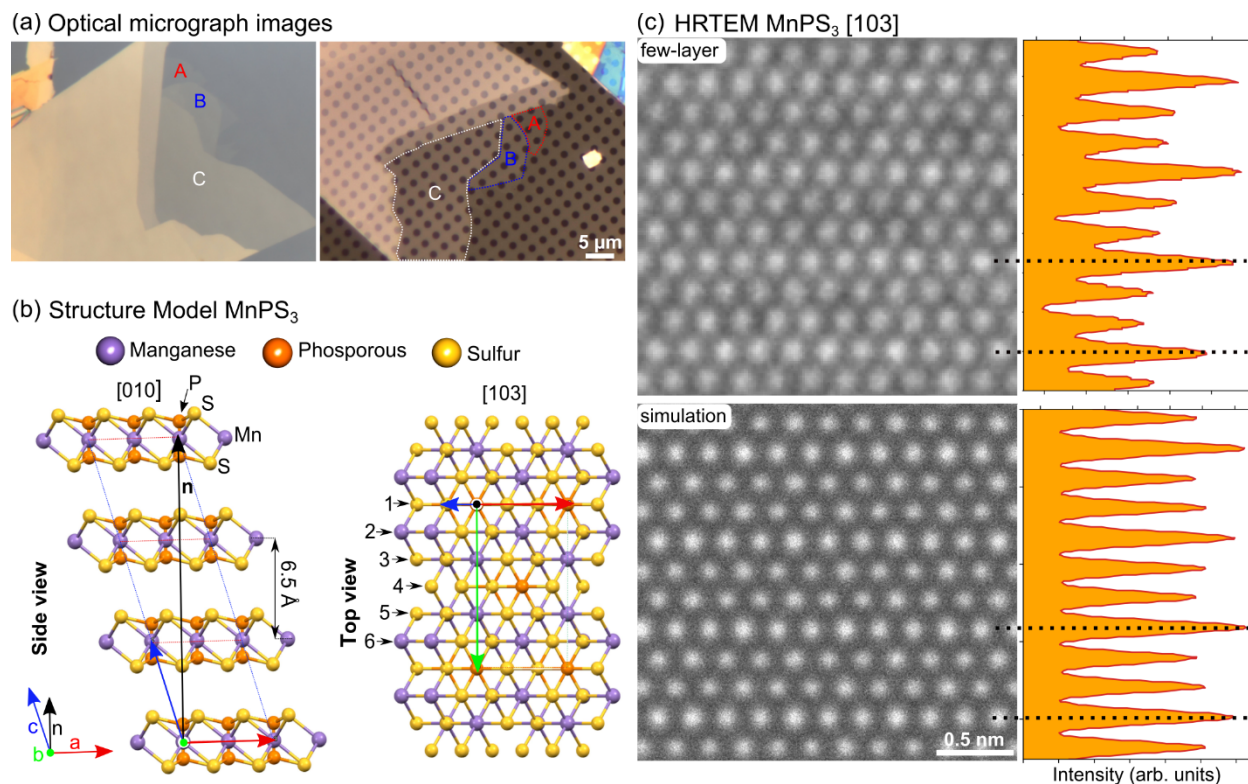 (a) Optical micrograph images
A
B
C
A
B
C
5 µm
(b) Structure Model MnPS₃
Manganese
Phosporous
Sulfur
[010]
P
S
Mn
S
n
6.5 Å
Side view
c
n
b
a
[103]
1
2
3
4
5
6
Top view
(c) HRTEM MnPS₃ [103]
few-layer
simulation
0.5 nm
Intensity (arb. units)